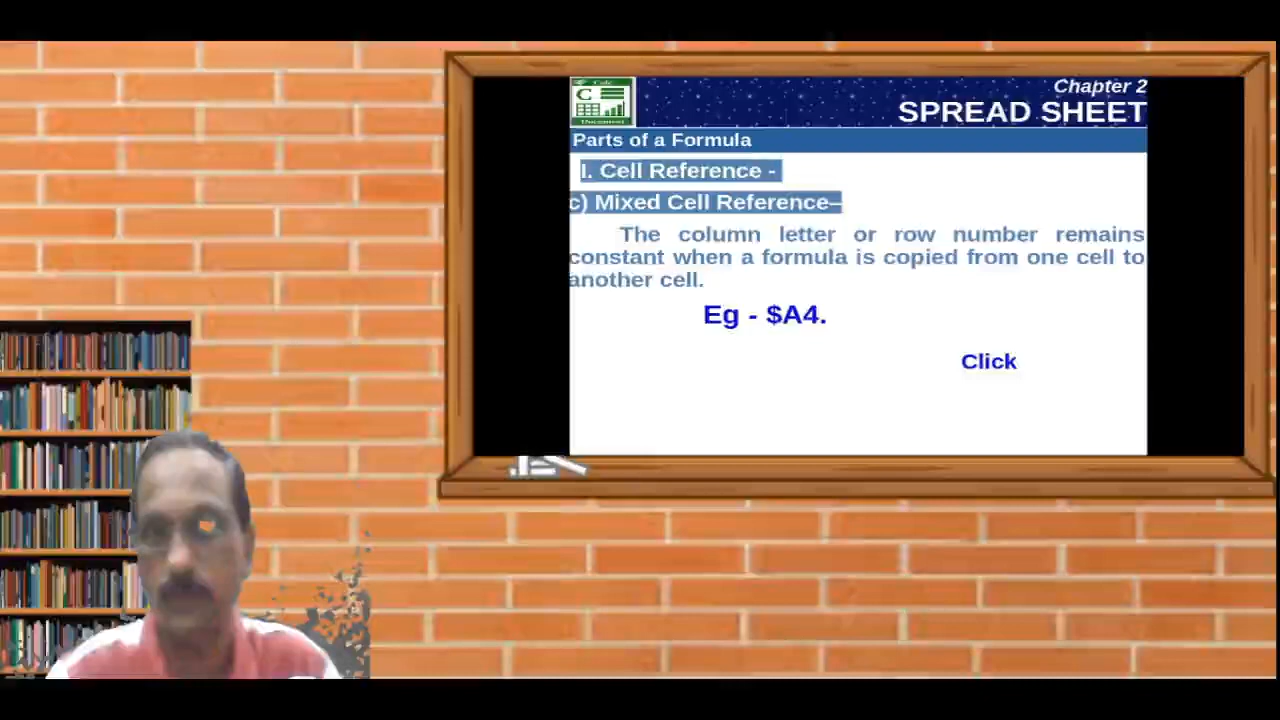 Calc
C
Chapter 2
SPREAD SHEET
Parts of a Formula
I. Cell Reference -
c) Mixed Cell Reference–
The column letter or row number remains
constant when a formula is copied from one cell to
another cell.
Eg - $A4.
Click